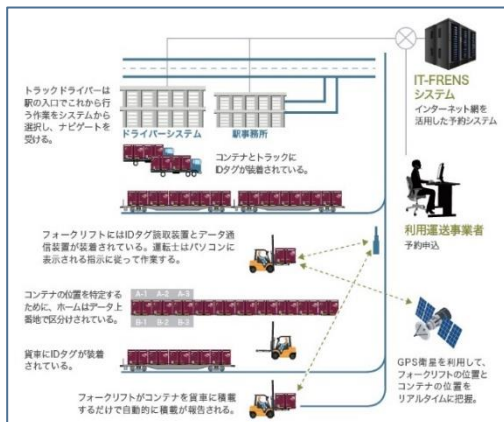 IT-FRENS
システム
インターネット網を
活用した予約システム
トラックドライバーは
駅の入口でこれから行
う作業をシステムから
選択し、ナビゲートを
受ける。
ドライバーシステム
駅事務所
コンテナとトラックに
IDタグが装着されている。
利用運送事業者
予約申込
フォークリフトにはIDタグ読取装置とデータ通
信装置が装着されている。運転士はパソコンに
表示される指示に従って作業する。
コンテナの位置を特定する
ために、ホームはデータ上
番地で区分けされている。
A-1 A-2 A-3
B-1 B-2 B-3
貨車にIDタグが装着
されている。
GPS衛星を利用して、
フォークリフトの位置と
コンテナの位置を
リアルタイムに把握。
フォークリフトがコンテナを貨車に積載
するだけで自動的に積載が報告される。